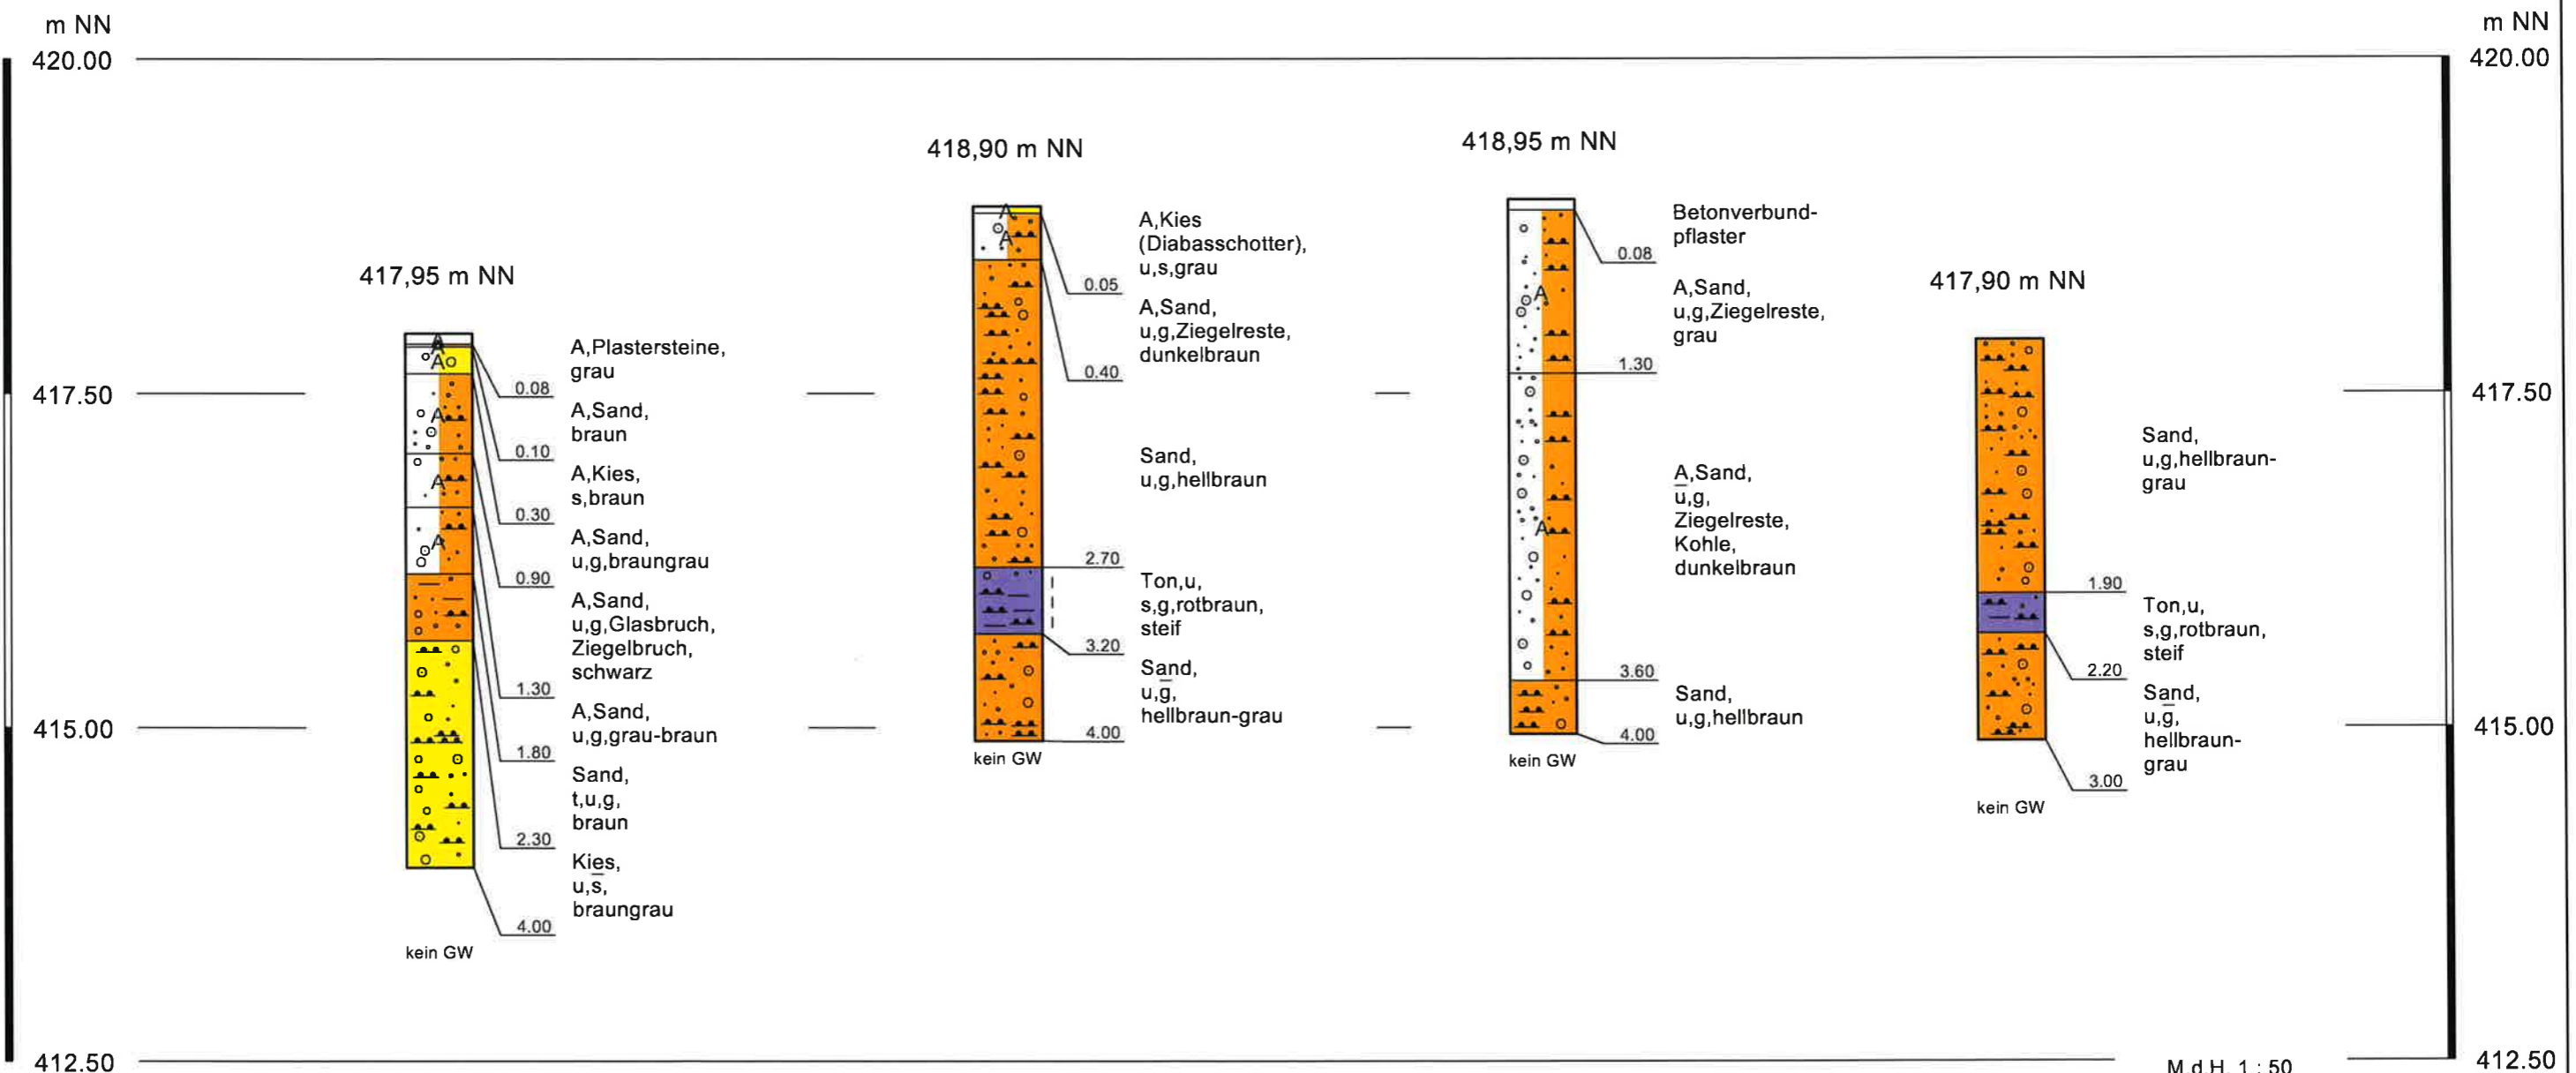 m NN
420.00
417.50
415.00
412.50
417,95 m NN
A
A
A
A
A
A
0.08
0.10
0.30
0.90
1.30
1.80
2.30
4.00
A,Plastersteine,
grau
A,Sand,
braun
A,Kies,
s,braun
A,Sand,
u,g,braungrau
A,Sand,
u,g,Glasbruch,
Ziegelbruch,
schwarz
A,Sand,
u,g,grau-braun
Sand,
t,u,g,
braun
Kies,
u,s̅,
braungrau
kein GW
418,90 m NN
A
A
0.05
0.40
2.70
3.20
4.00
A,Kies
(Diabasschotter),
u,s,grau
A,Sand,
u,g,Ziegelreste,
dunkelbraun
Sand,
u,g,hellbraun
Ton,u,
s,g,rotbraun,
steif
Sand,
u,g̅,
hellbraun-grau
kein GW
418,95 m NN
A
A
0.08
1.30
3.60
4.00
Betonverbund-
pflaster
A,Sand,
u,g,Ziegelreste,
grau
A,Sand,
u̅,g,
Ziegelreste,
Kohle,
dunkelbraun
Sand,
u,g,hellbraun
kein GW
417,90 m NN
1.90
2.20
3.00
Sand,
u,g,hellbraun-
grau
Ton,u,
s,g,rotbraun,
steif
Sand,
u,g̅,
hellbraun-
grau
kein GW
m NN
420.00
417.50
415.00
412.50
M.d.H. 1 : 50